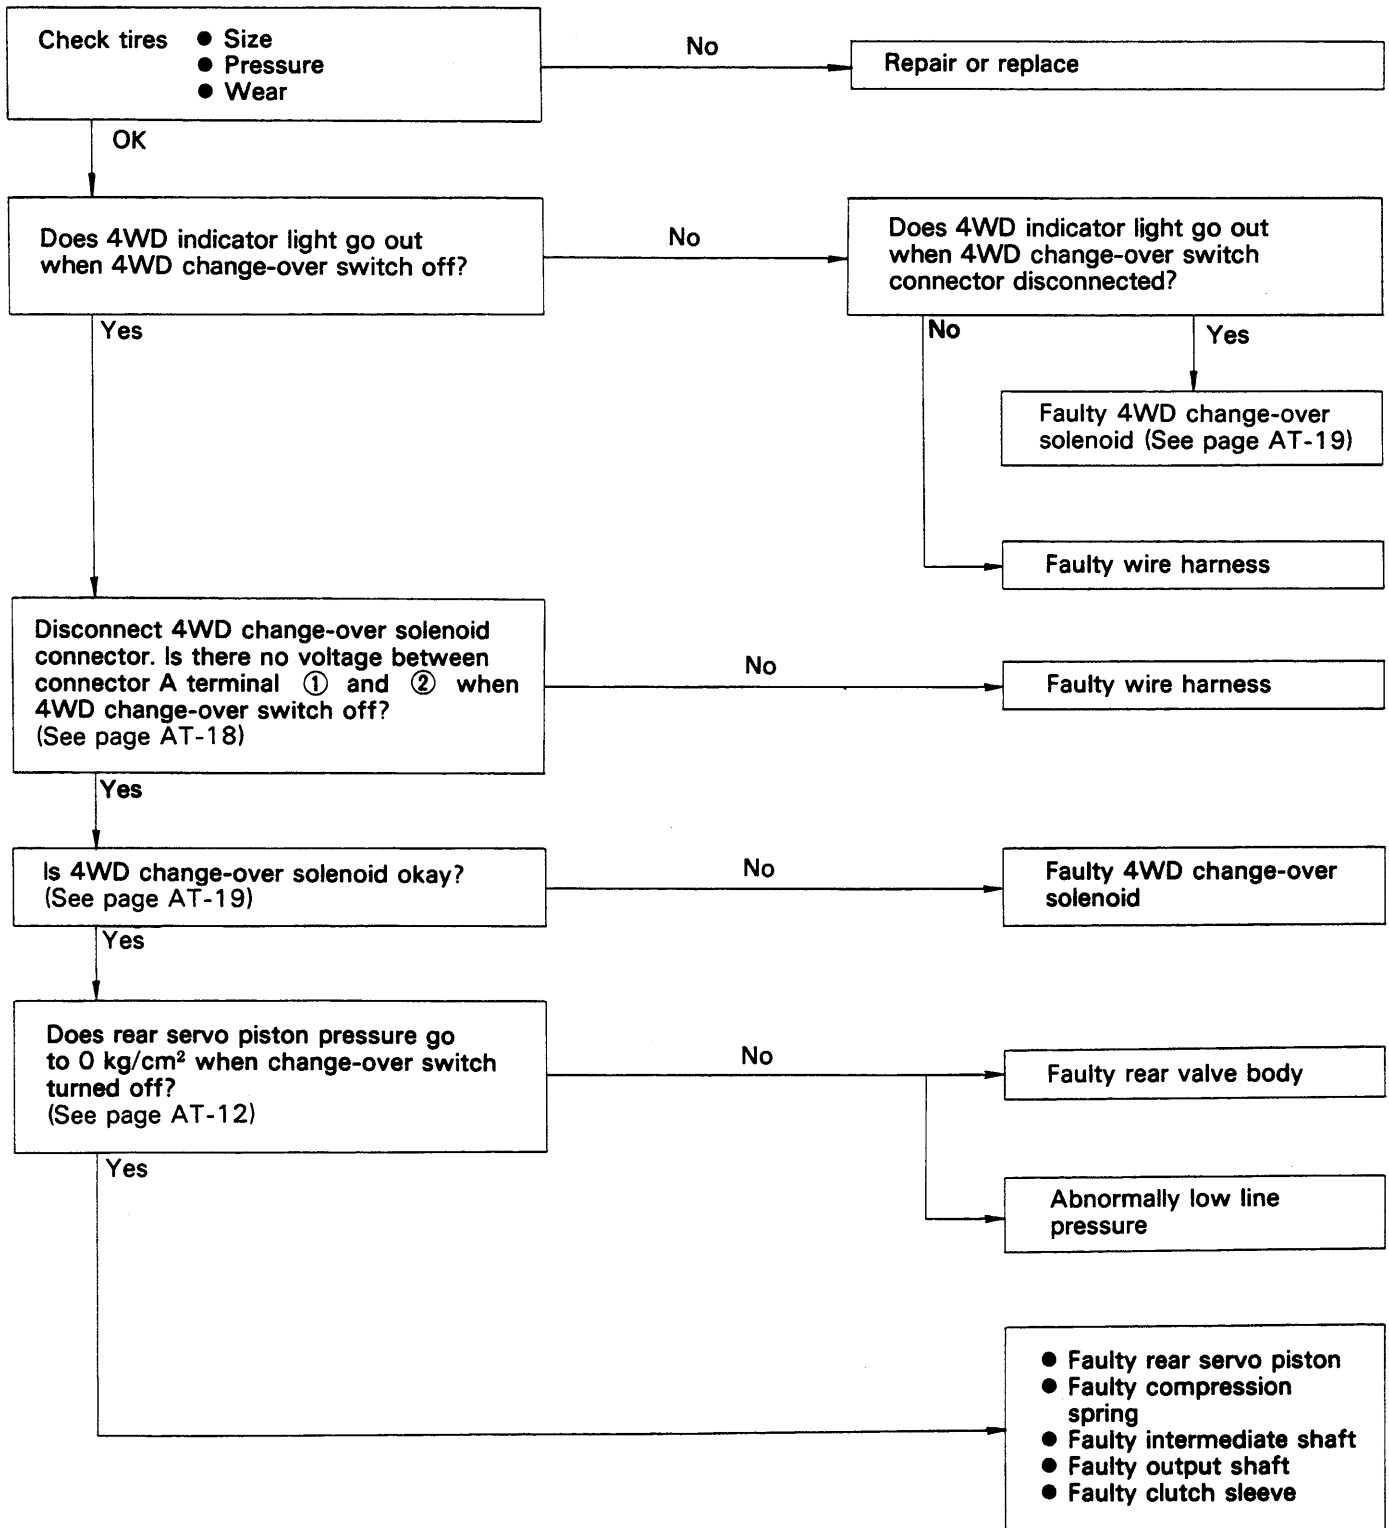 Check tires ● Size
● Pressure
● Wear
No
Repair or replace
OK
Does 4WD indicator light go out
when 4WD change-over switch off?
No
Does 4WD indicator light go out
when 4WD change-over switch
connector disconnected?
Yes
No
Yes
Faulty 4WD change-over
solenoid (See page AT-19)
Faulty wire harness
Disconnect 4WD change-over solenoid
connector. Is there no voltage between
connector A terminal ① and ② when
4WD change-over switch off?
(See page AT-18)
No
Faulty wire harness
Yes
Is 4WD change-over solenoid okay?
(See page AT-19)
No
Faulty 4WD change-over
solenoid
Yes
Does rear servo piston pressure go
to 0 kg/cm² when change-over switch
turned off?
(See page AT-12)
No
Faulty rear valve body
Yes
Abnormally low line
pressure
● Faulty rear servo piston
● Faulty compression
spring
● Faulty intermediate shaft
● Faulty output shaft
● Faulty clutch sleeve